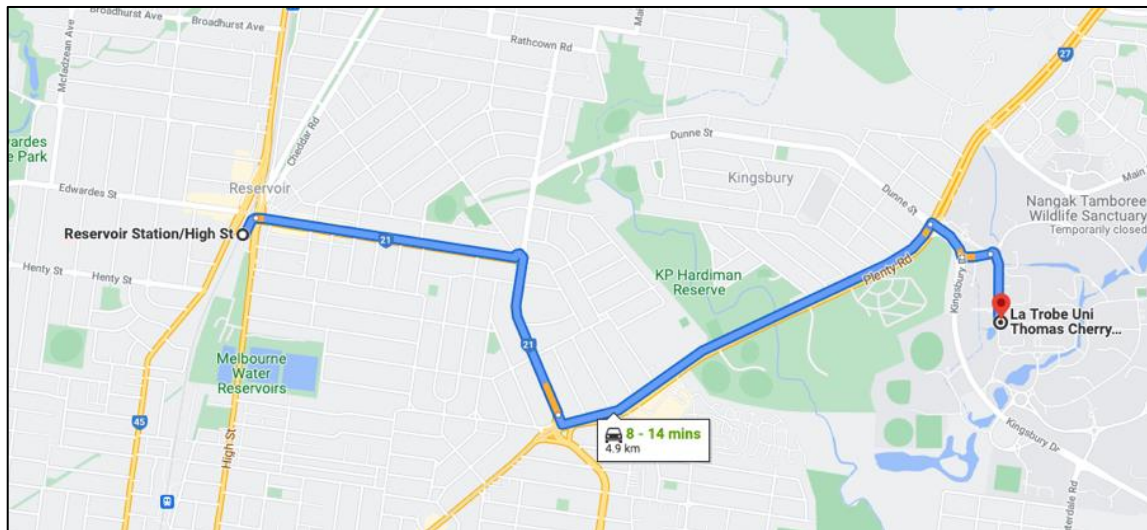 Broadhurst Ave
Broadhurst Ave
Mcfadzean Ave
Rathcown Rd
27
Cheddar Rd
Dunne St
Main
Reservoir
Kingsbury
Edwardes St
Dunne St
Nangak Tamboree
Wildlife Sanctuary
Temporarily closed
Reservoir Station/High St
21
Henty St
Henty St
KP Hardiman
Reserve
Plenty Rd
Kingsbury D
La Trobe Uni
Thomas Cherry...
21
Melbourne
Water
Reservoirs
45
High St
8 - 14 mins
4.9 km
Kingsbury Dr